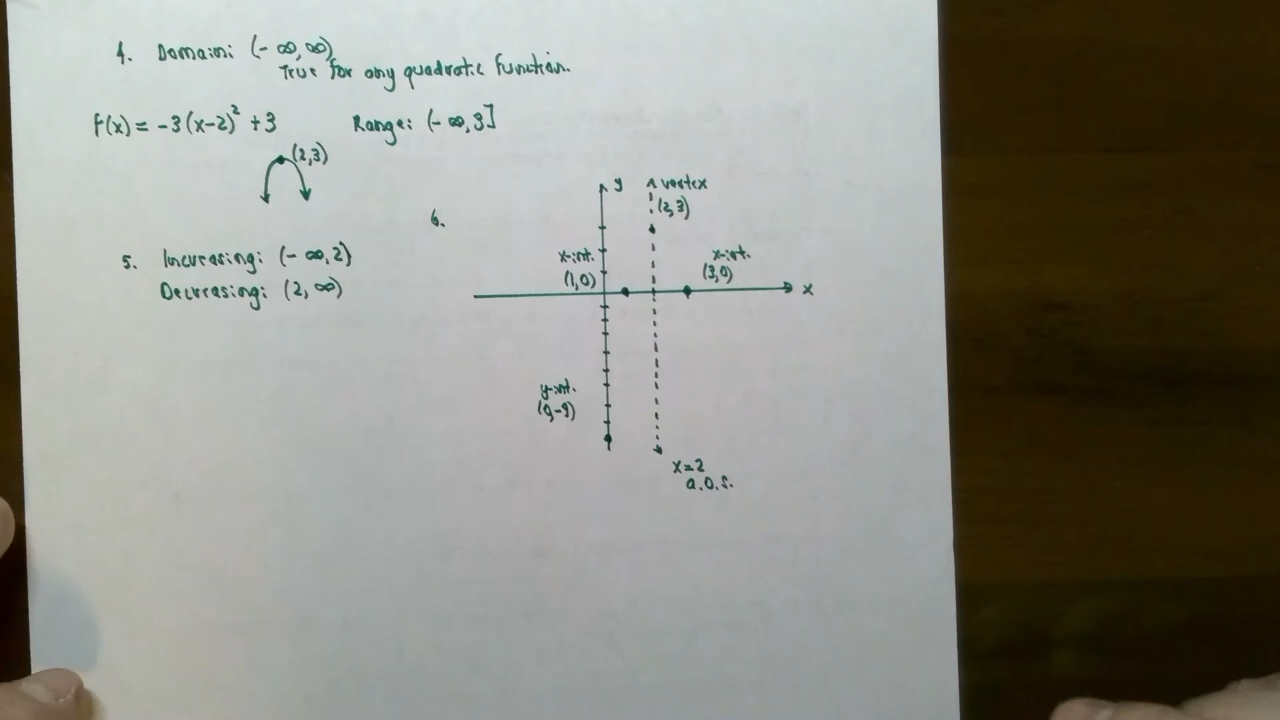 4. Domain: (-∞,∞)
True for any quadratic function.
f(x) = -3(x-2)² +3 Range: (-∞,3]
(2,3)
5. Increasing: (-∞,2)
Decreasing: (2,∞)
6.
y
vertex
(2,3)
x-int.
(1,0)
x-int.
(3,0)
x
y-int.
(0,-9)
x=2
a.o.s.